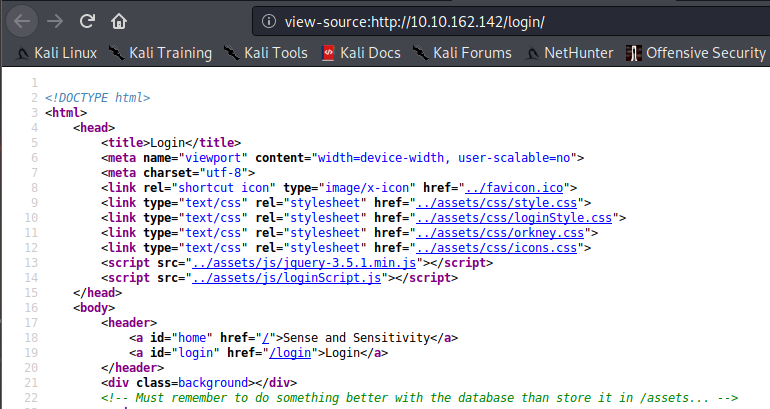 view-source:http://10.10.162.142/login/
Kali Linux Kali Training Kali Tools Kali Docs Kali Forums NetHunter Offensive Security
1
2 <!DOCTYPE html>
3 <html>
4 <head>
5 <title>Login</title>
6 <meta name="viewport" content="width=device-width, user-scalable=no">
7 <meta charset="utf-8">
8 <link rel="shortcut icon" type="image/x-icon" href="../favicon.ico">
9 <link type="text/css" rel="stylesheet" href="../assets/css/style.css">
10 <link type="text/css" rel="stylesheet" href="../assets/css/loginStyle.css">
11 <link type="text/css" rel="stylesheet" href="../assets/css/orkney.css">
12 <link type="text/css" rel="stylesheet" href="../assets/css/icons.css">
13 <script src="../assets/js/jquery-3.5.1.min.js"></script>
14 <script src="../assets/js/loginScript.js"></script>
15 </head>
16 <body>
17 <header>
18 <a id="home" href="/">Sense and Sensitivity</a>
19 <a id="login" href="/login">Login</a>
20 </header>
21 <div class=background></div>
22 <!-- Must remember to do something better with the database than store it in /assets... -->